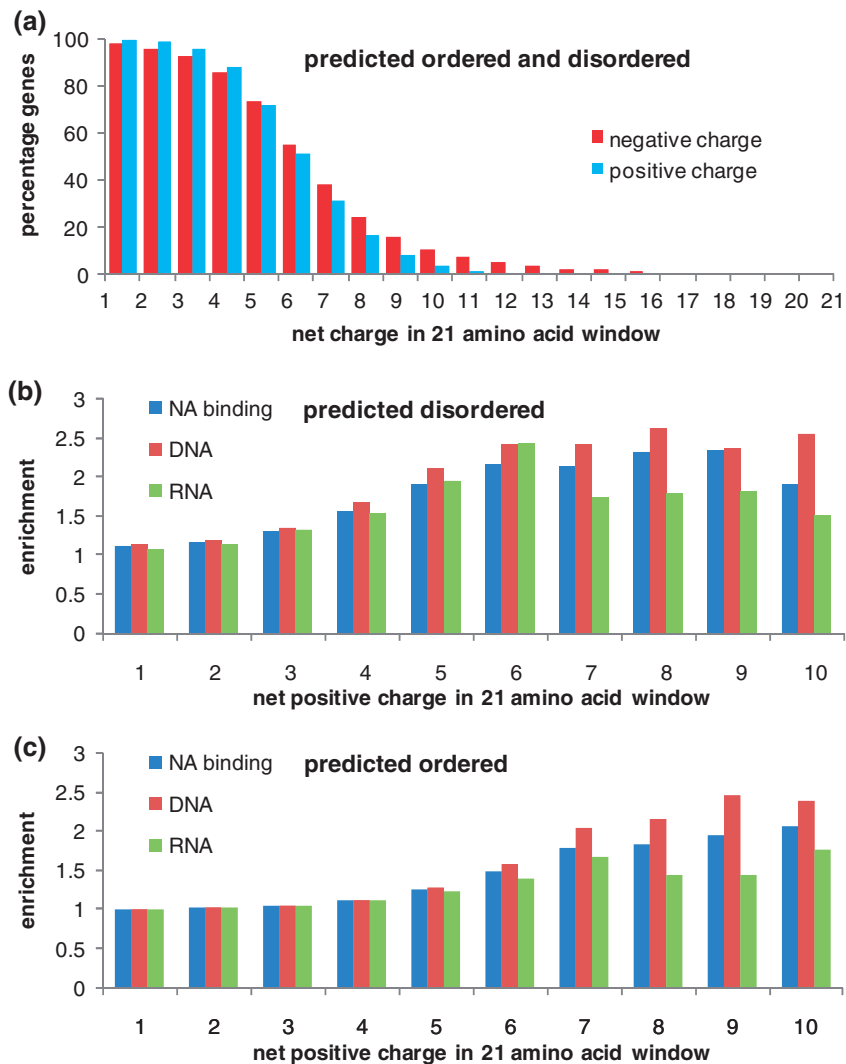 (a)
predicted ordered and disordered
percentage genes
100
80
60
40
20
0
negative charge
positive charge
1 2 3 4 5 6 7 8 9 10 11 12 13 14 15 16 17 18 19 20 21
net charge in 21 amino acid window
(b)
predicted disordered
enrichment
3
2.5
2
1.5
1
0.5
0
NA binding
DNA
RNA
1 2 3 4 5 6 7 8 9 10
net positive charge in 21 amino acid window
(c)
predicted ordered
enrichment
3
2.5
2
1.5
1
0.5
0
NA binding
DNA
RNA
1 2 3 4 5 6 7 8 9 10
net positive charge in 21 amino acid window